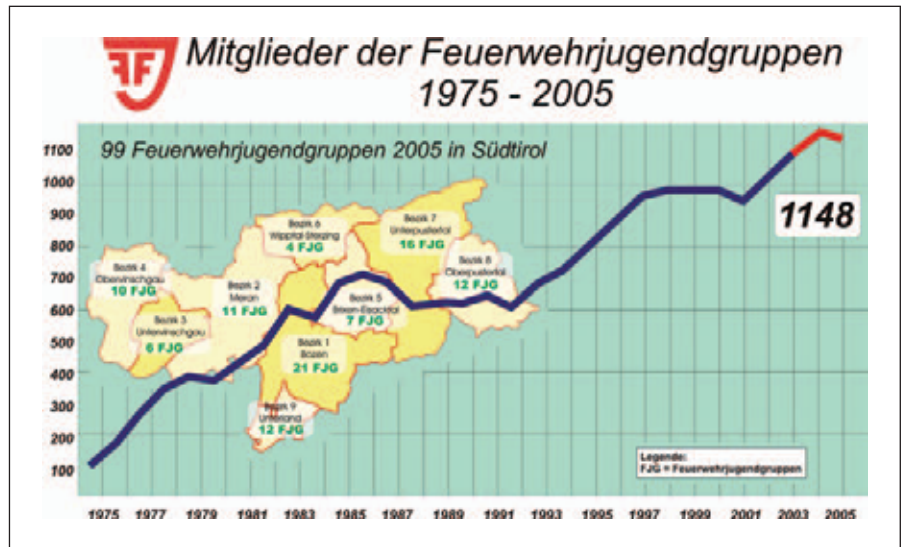 Mitglieder der Feuerwehrjugendgruppen
1975 - 2005
99 Feuerwehrjugendgruppen 2005 in Südtirol
1100
1000
900
800
700
600
500
400
300
200
100
Bezirk 6
Wipptal-Sterzing
4 FJG
Bezirk 7
Unterpustertal
16 FJG
Bezirk 4
Obervinschgau
10 FJG
Bezirk 2
Meran
11 FJG
Bezirk 8
Oberpustertal
12 FJG
Bezirk 3
Untervinschgau
6 FJG
Bezirk 5
Brixen-Eisacktal
7 FJG
Bezirk 1
Bozen
21 FJG
Bezirk 9
Unterland
12 FJG
1148
Legende:
FJG = Feuerwehrjugendgruppen
1975 1977 1979 1981 1983 1985 1987 1989 1991 1993 1995 1997 1999 2001 2003 2005